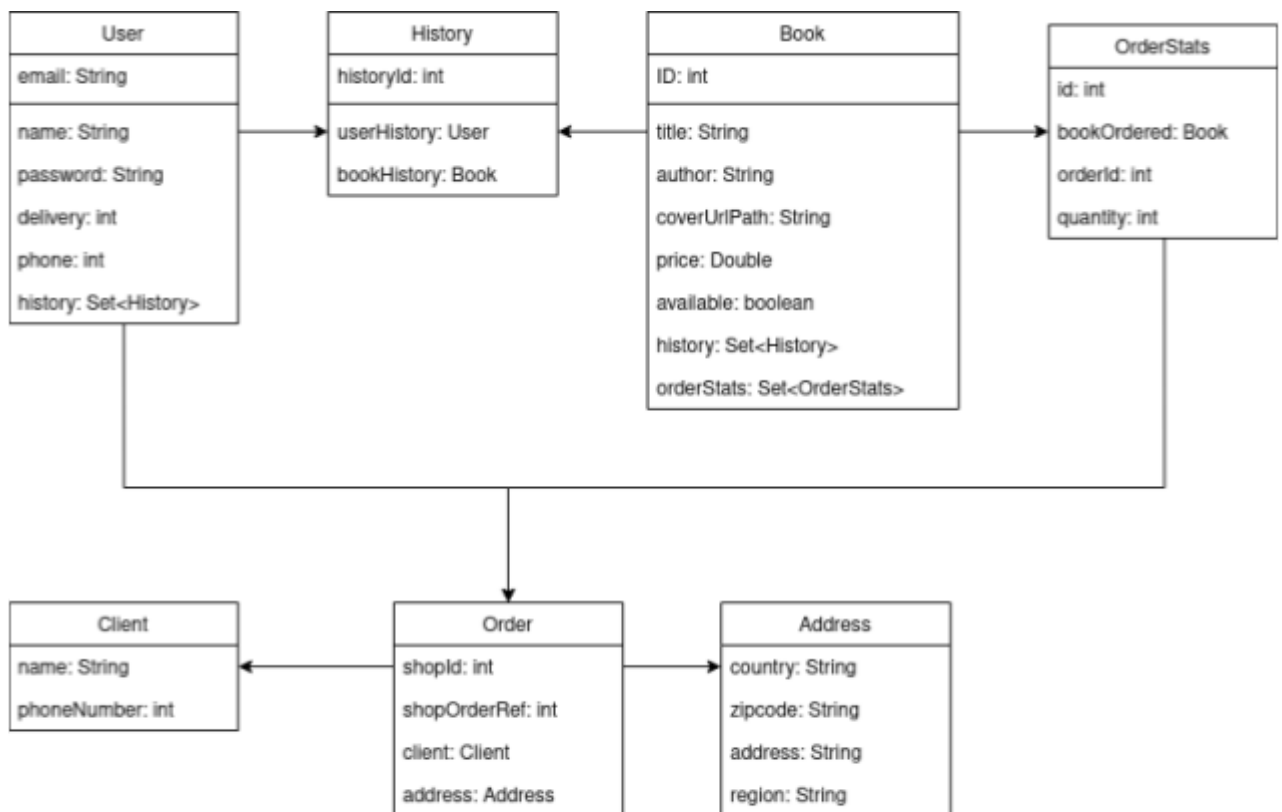 User
email: String
name: String
password: String
delivery: int
phone: int
history: Set<History>
History
historyId: int
userHistory: User
bookHistory: Book
Book
ID: int
title: String
author: String
coverUrlPath: String
price: Double
available: boolean
history: Set<History>
orderStats: Set<OrderStats>
OrderStats
id: int
bookOrdered: Book
orderId: int
quantity: int
Client
name: String
phoneNumber: int
Order
shopId: int
shopOrderRef: int
client: Client
address: Address
Address
country: String
zipcode: String
address: String
region: String